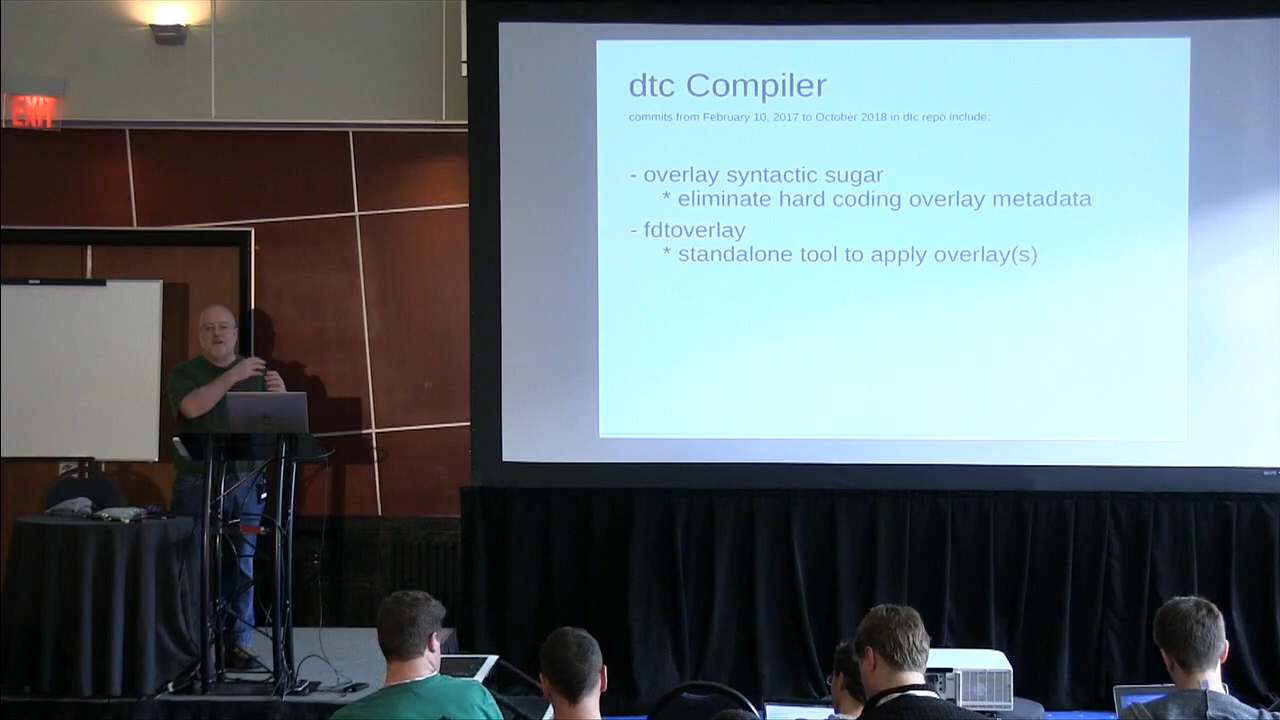 EXIT
dtc Compiler
commits from February 10, 2017 to October 2018 in dtc repo include:
- overlay syntactic sugar
* eliminate hard coding overlay metadata
- fdtoverlay
* standalone tool to apply overlay(s)